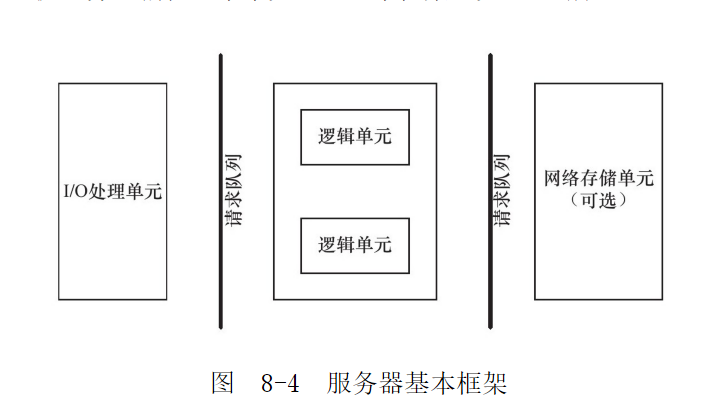 I/O处理单元
请求队列
逻辑单元
逻辑单元
请求队列
网络存储单元
（可选）
图 8-4 服务器基本框架